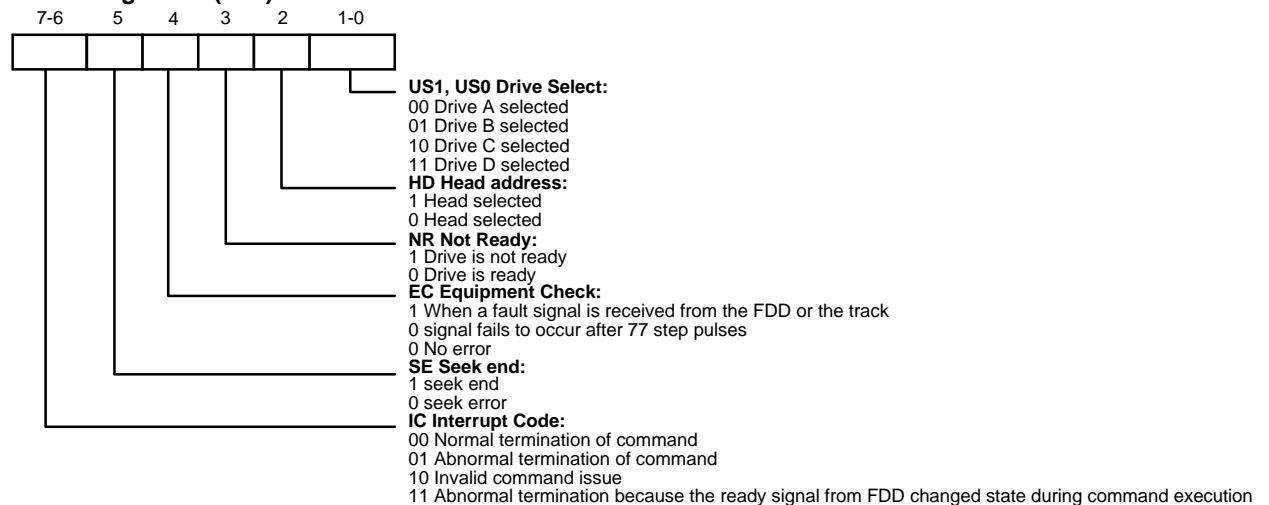 7-6 5 4 3 2 1-0
US1, US0 Drive Select:
00 Drive A selected
01 Drive B selected
10 Drive C selected
11 Drive D selected
HD Head address:
1 Head selected
0 Head selected
NR Not Ready:
1 Drive is not ready
0 Drive is ready
EC Equipment Check:
1 When a fault signal is received from the FDD or the track
0 signal fails to occur after 77 step pulses
0 No error
SE Seek end:
1 seek end
0 seek error
IC Interrupt Code:
00 Normal termination of command
01 Abnormal termination of command
10 Invalid command issue
11 Abnormal termination because the ready signal from FDD changed state during command execution